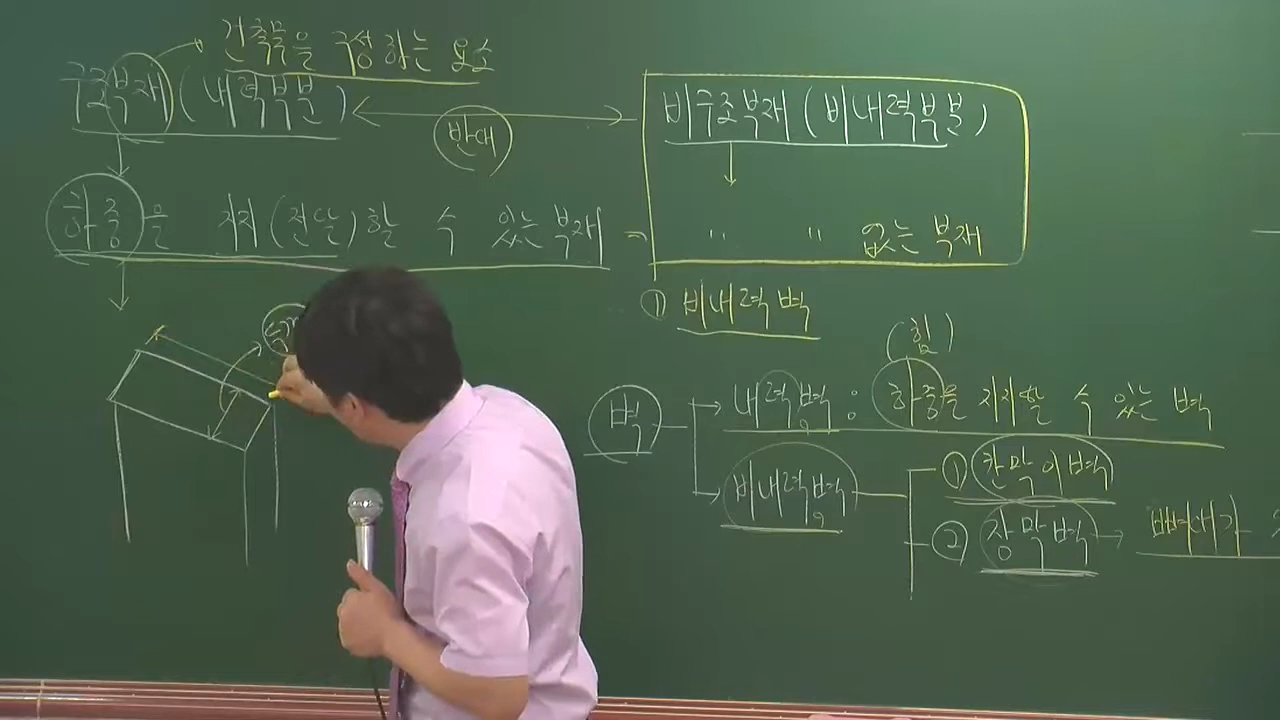 건축물을 구성하는 요소
구조부재(내력부분)
반대
비구조부재(비내력부분)
하중을 지지(전달)할 수 있는 부재
" " 없는 부재
① 비내력벽
(힘)
벽
내력벽 : 하중을 지지할 수 있는 벽
비내력벽
① 칸막이벽
② 장막벽